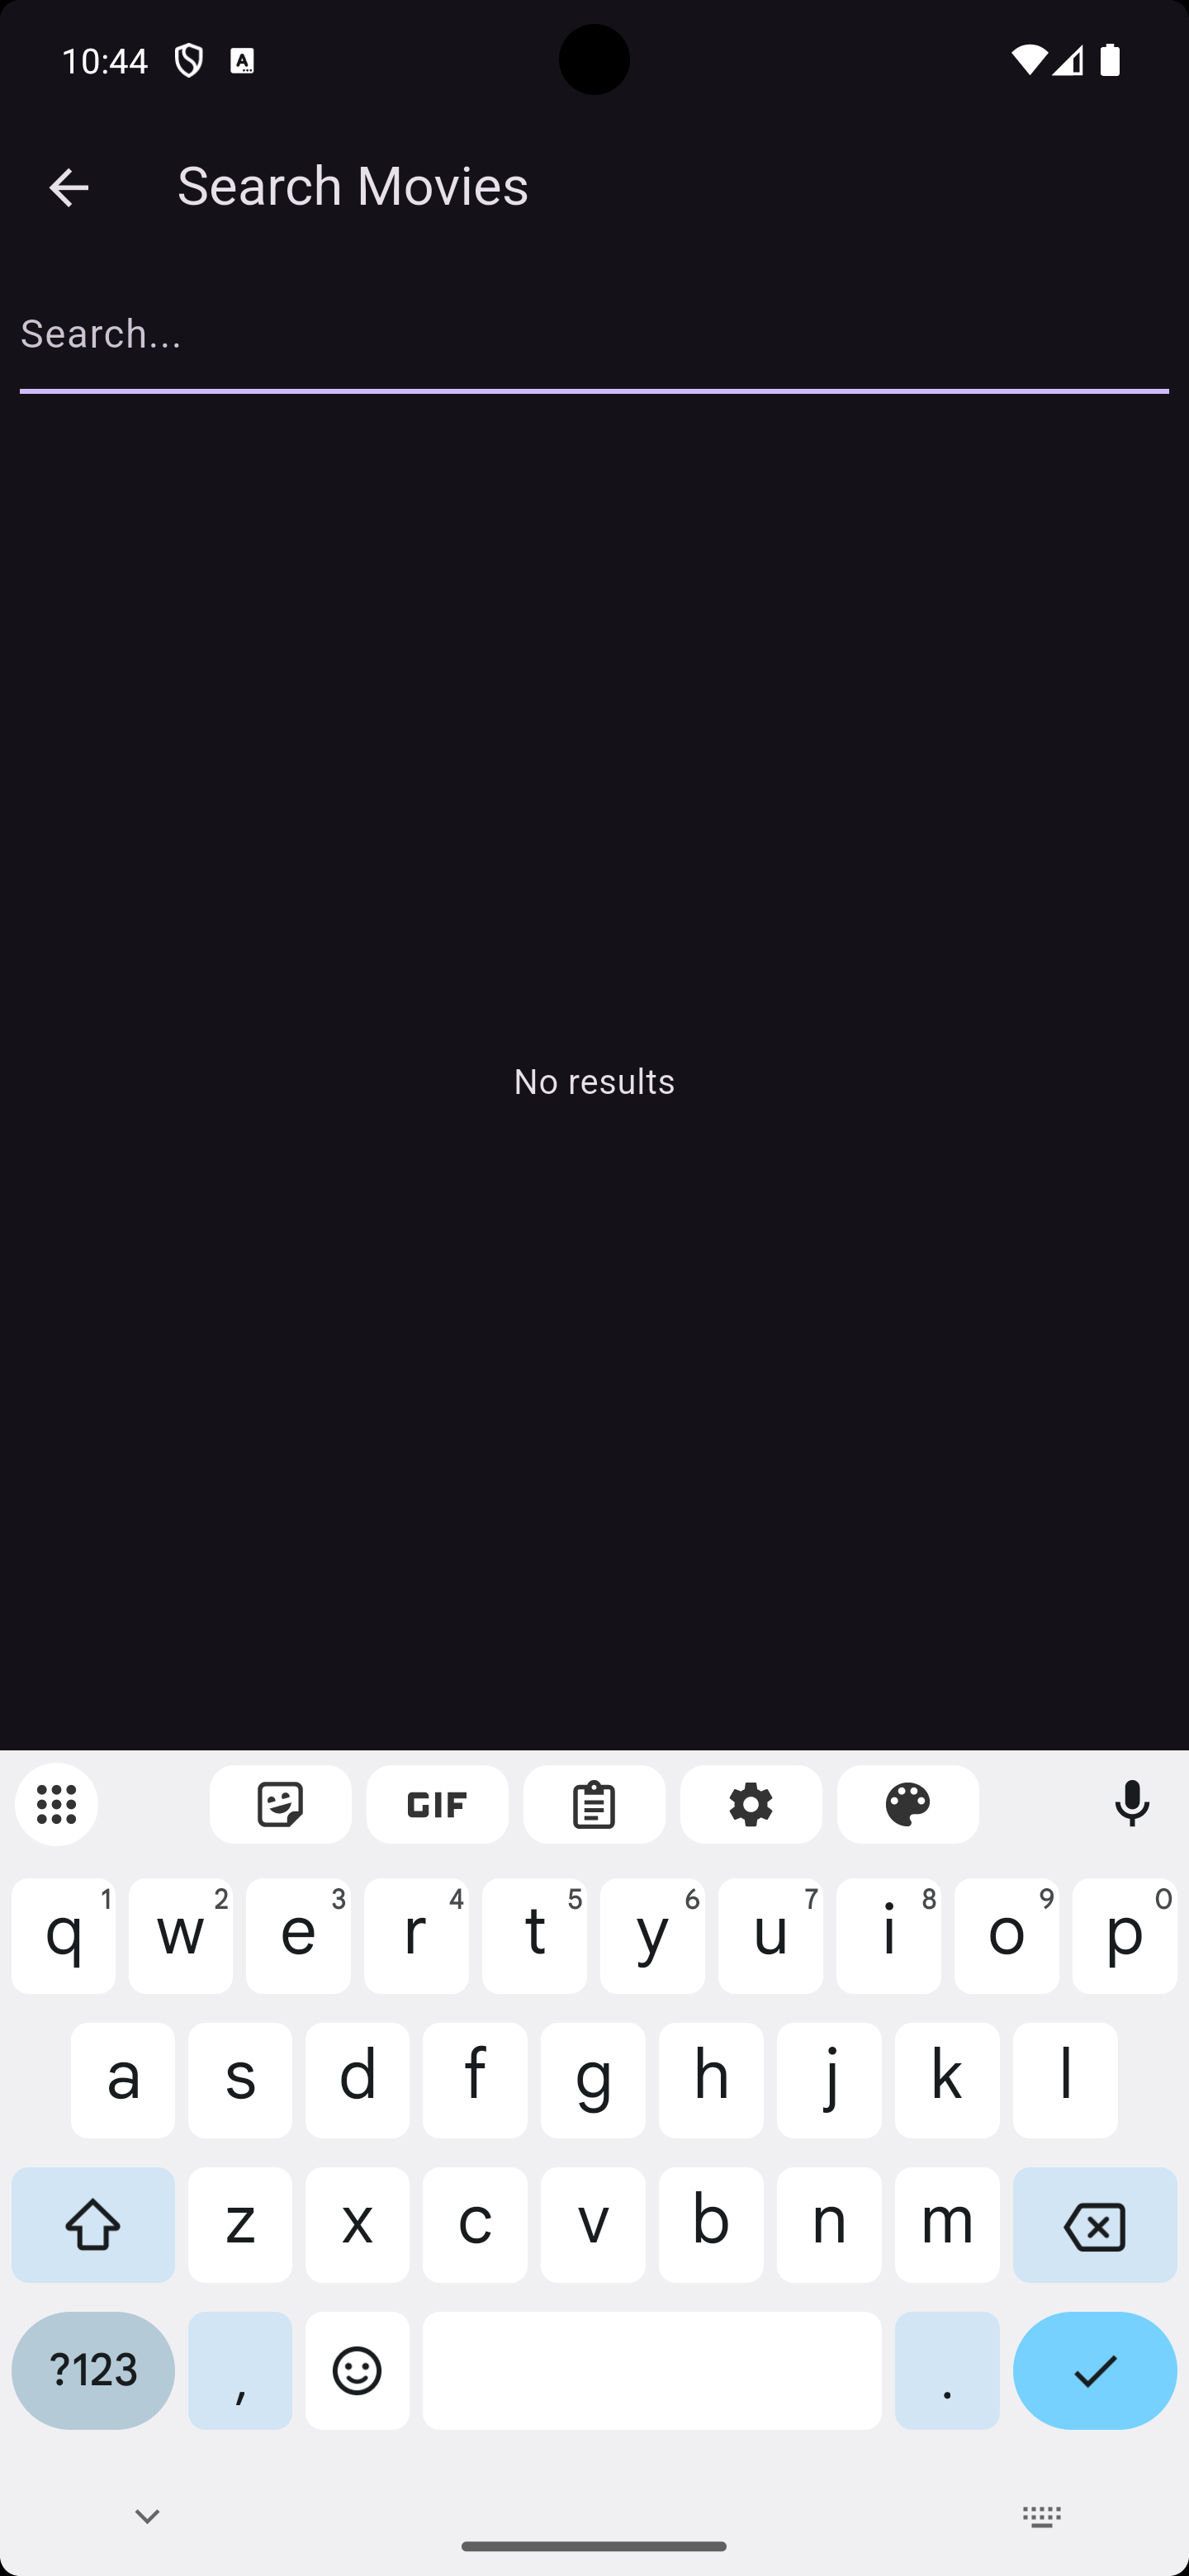 10:44
Search Movies
Search...
No results
GIF
q 1 w 2 e 3 r 4 t 5 y 6 u 7 i 8 o 9 p 0
a s d f g h j k l
z x c v b n m
?123 , .